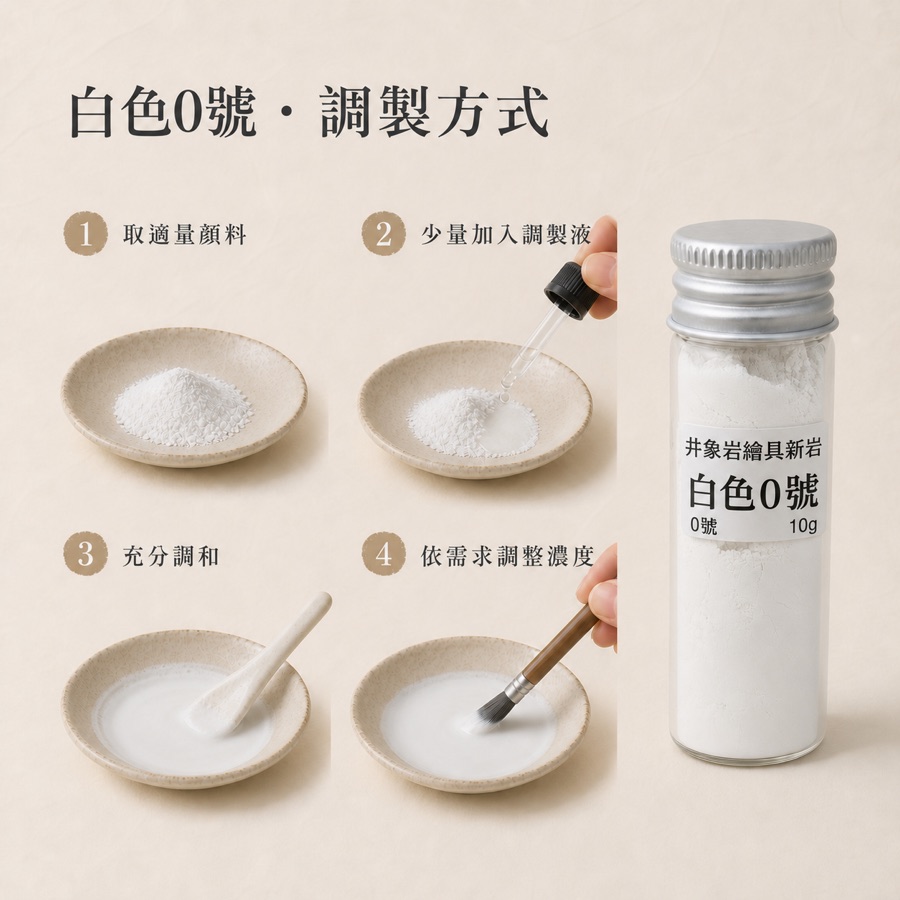 白色0號・調製方式
1 取適量顏料
2 少量加入調製液
3 充分調和
4 依需求調整濃度
井象岩繪具新岩
白色0號
0號 10g